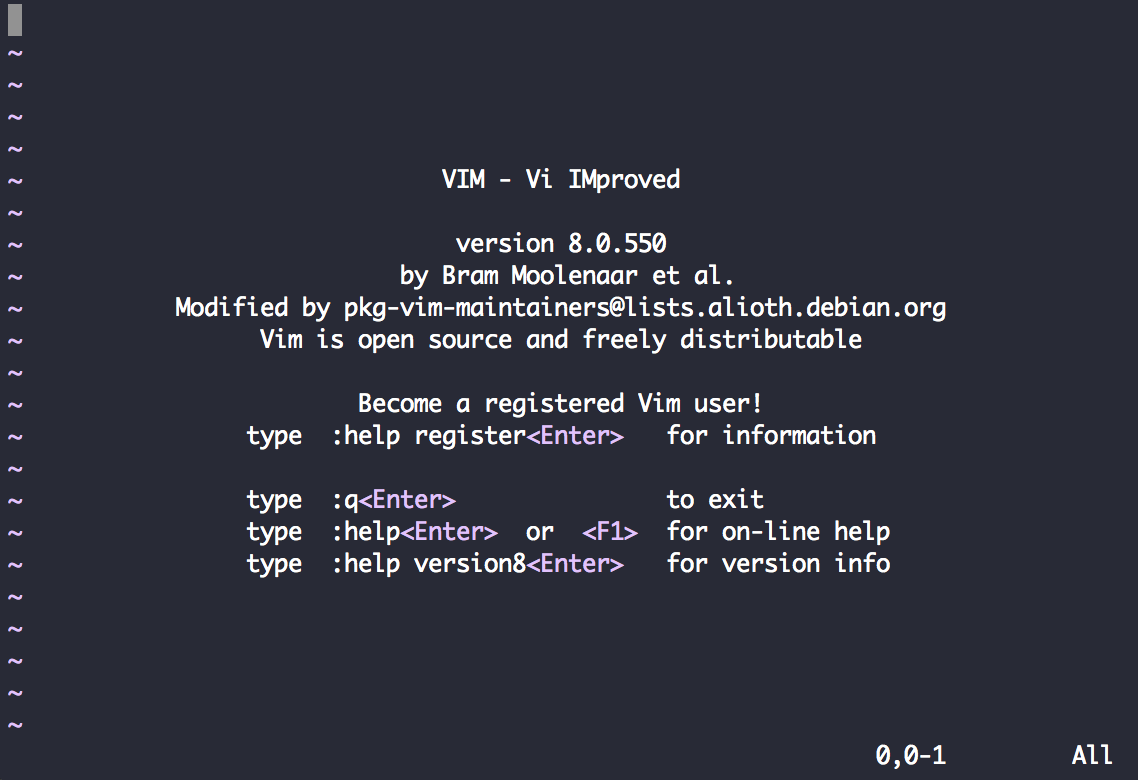 ~
~
~
~
~ VIM - Vi IMproved
~
~ version 8.0.550
~ by Bram Moolenaar et al.
~ Modified by pkg-vim-maintainers@lists.alioth.debian.org
~ Vim is open source and freely distributable
~
~ Become a registered Vim user!
~ type :help register<Enter> for information
~
~ type :q<Enter> to exit
~ type :help<Enter> or <F1> for on-line help
~ type :help version8<Enter> for version info
~
~
~
~
~
0,0-1 All